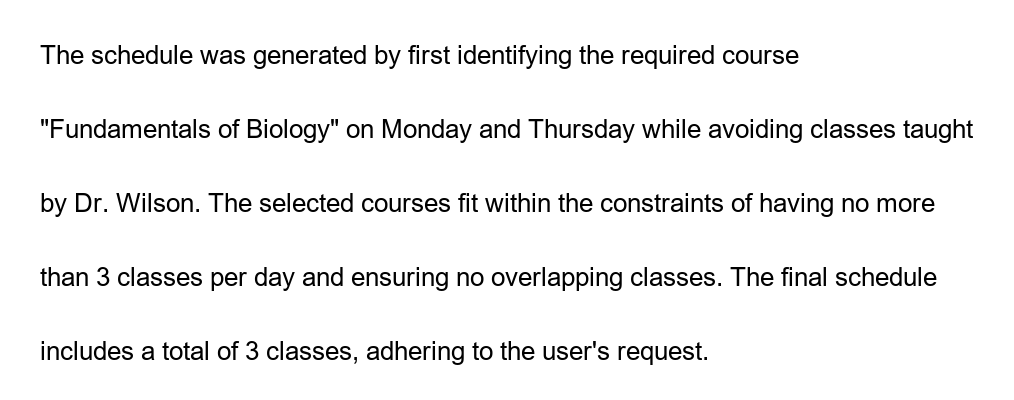 The schedule was generated by first identifying the required course
"Fundamentals of Biology" on Monday and Thursday while avoiding classes taught
by Dr. Wilson. The selected courses fit within the constraints of having no more
than 3 classes per day and ensuring no overlapping classes. The final schedule
includes a total of 3 classes, adhering to the user's request.